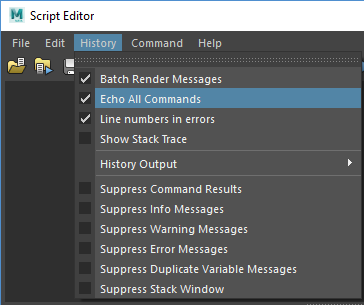 Script Editor
File Edit History Command Help
Batch Render Messages
Echo All Commands
Line numbers in errors
Show Stack Trace
History Output
Suppress Command Results
Suppress Info Messages
Suppress Warning Messages
Suppress Error Messages
Suppress Duplicate Variable Messages
Suppress Stack Window